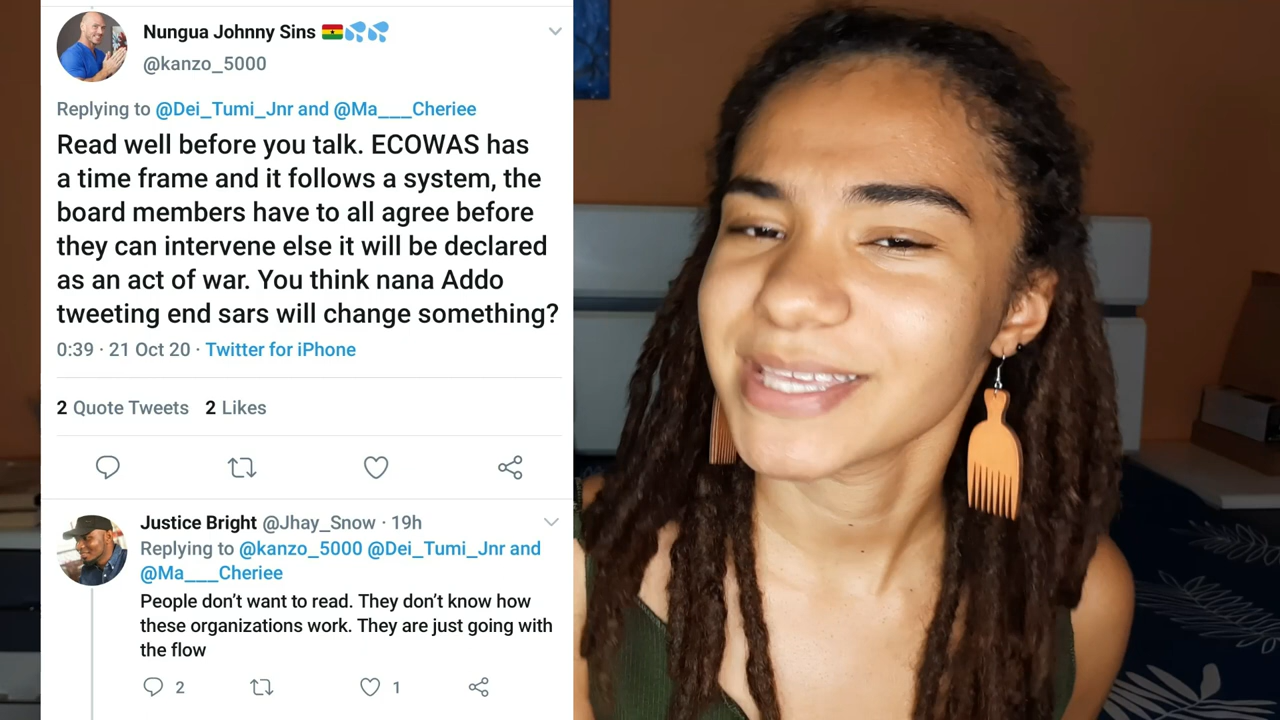 Nungua Johnny Sins 🇬🇭💦💦
@kanzo_5000
Replying to @Dei_Tumi_Jnr and @Ma___Cheriee
Read well before you talk. ECOWAS has
a time frame and it follows a system, the
board members have to all agree before
they can intervene else it will be declared
as an act of war. You think nana Addo
tweeting end sars will change something?
0:39 · 21 Oct 20 · Twitter for iPhone
2 Quote Tweets 2 Likes
Justice Bright @Jhay_Snow · 19h
Replying to @kanzo_5000 @Dei_Tumi_Jnr and
@Ma___Cheriee
People don’t want to read. They don’t know how
these organizations work. They are just going with
the flow
2 1